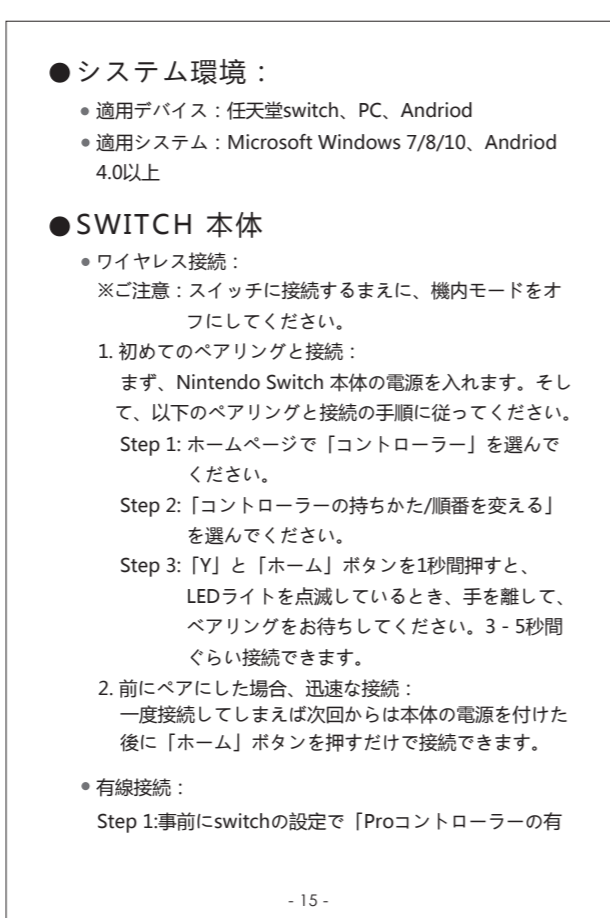 ●システム環境：
●適用デバイス：任天堂switch、PC、Andriod
●適用システム：Microsoft Windows 7/8/10、Andriod
4.0以上
●SWITCH 本体
●ワイヤレス接続：
※ご注意：スイッチに接続するまえに、機内モードをオ
フにしてください。
1. 初めてのペアリングと接続：
まず、Nintendo Switch 本体の電源を入れます。そし
て、以下のペアリングと接続の手順に従ってください。
Step 1: ホームページで「コントローラー」を選んで
ください。
Step 2:「コントローラーの持ちかた/順番を変える」
を選んでください。
Step 3:「Y」と「ホーム」ボタンを1秒間押すと、
LEDライトを点滅しているとき、手を離して、
ペアリングをお待ちしてください。3 - 5秒間
ぐらい接続できます。
2. 前にペアにした場合、迅速な接続：
一度接続してしまえば次回からは本体の電源を付けた
後に「ホーム」ボタンを押すだけで接続できます。
●有線接続：
Step 1:事前にswitchの設定で「Proコントローラーの有
- 15 -